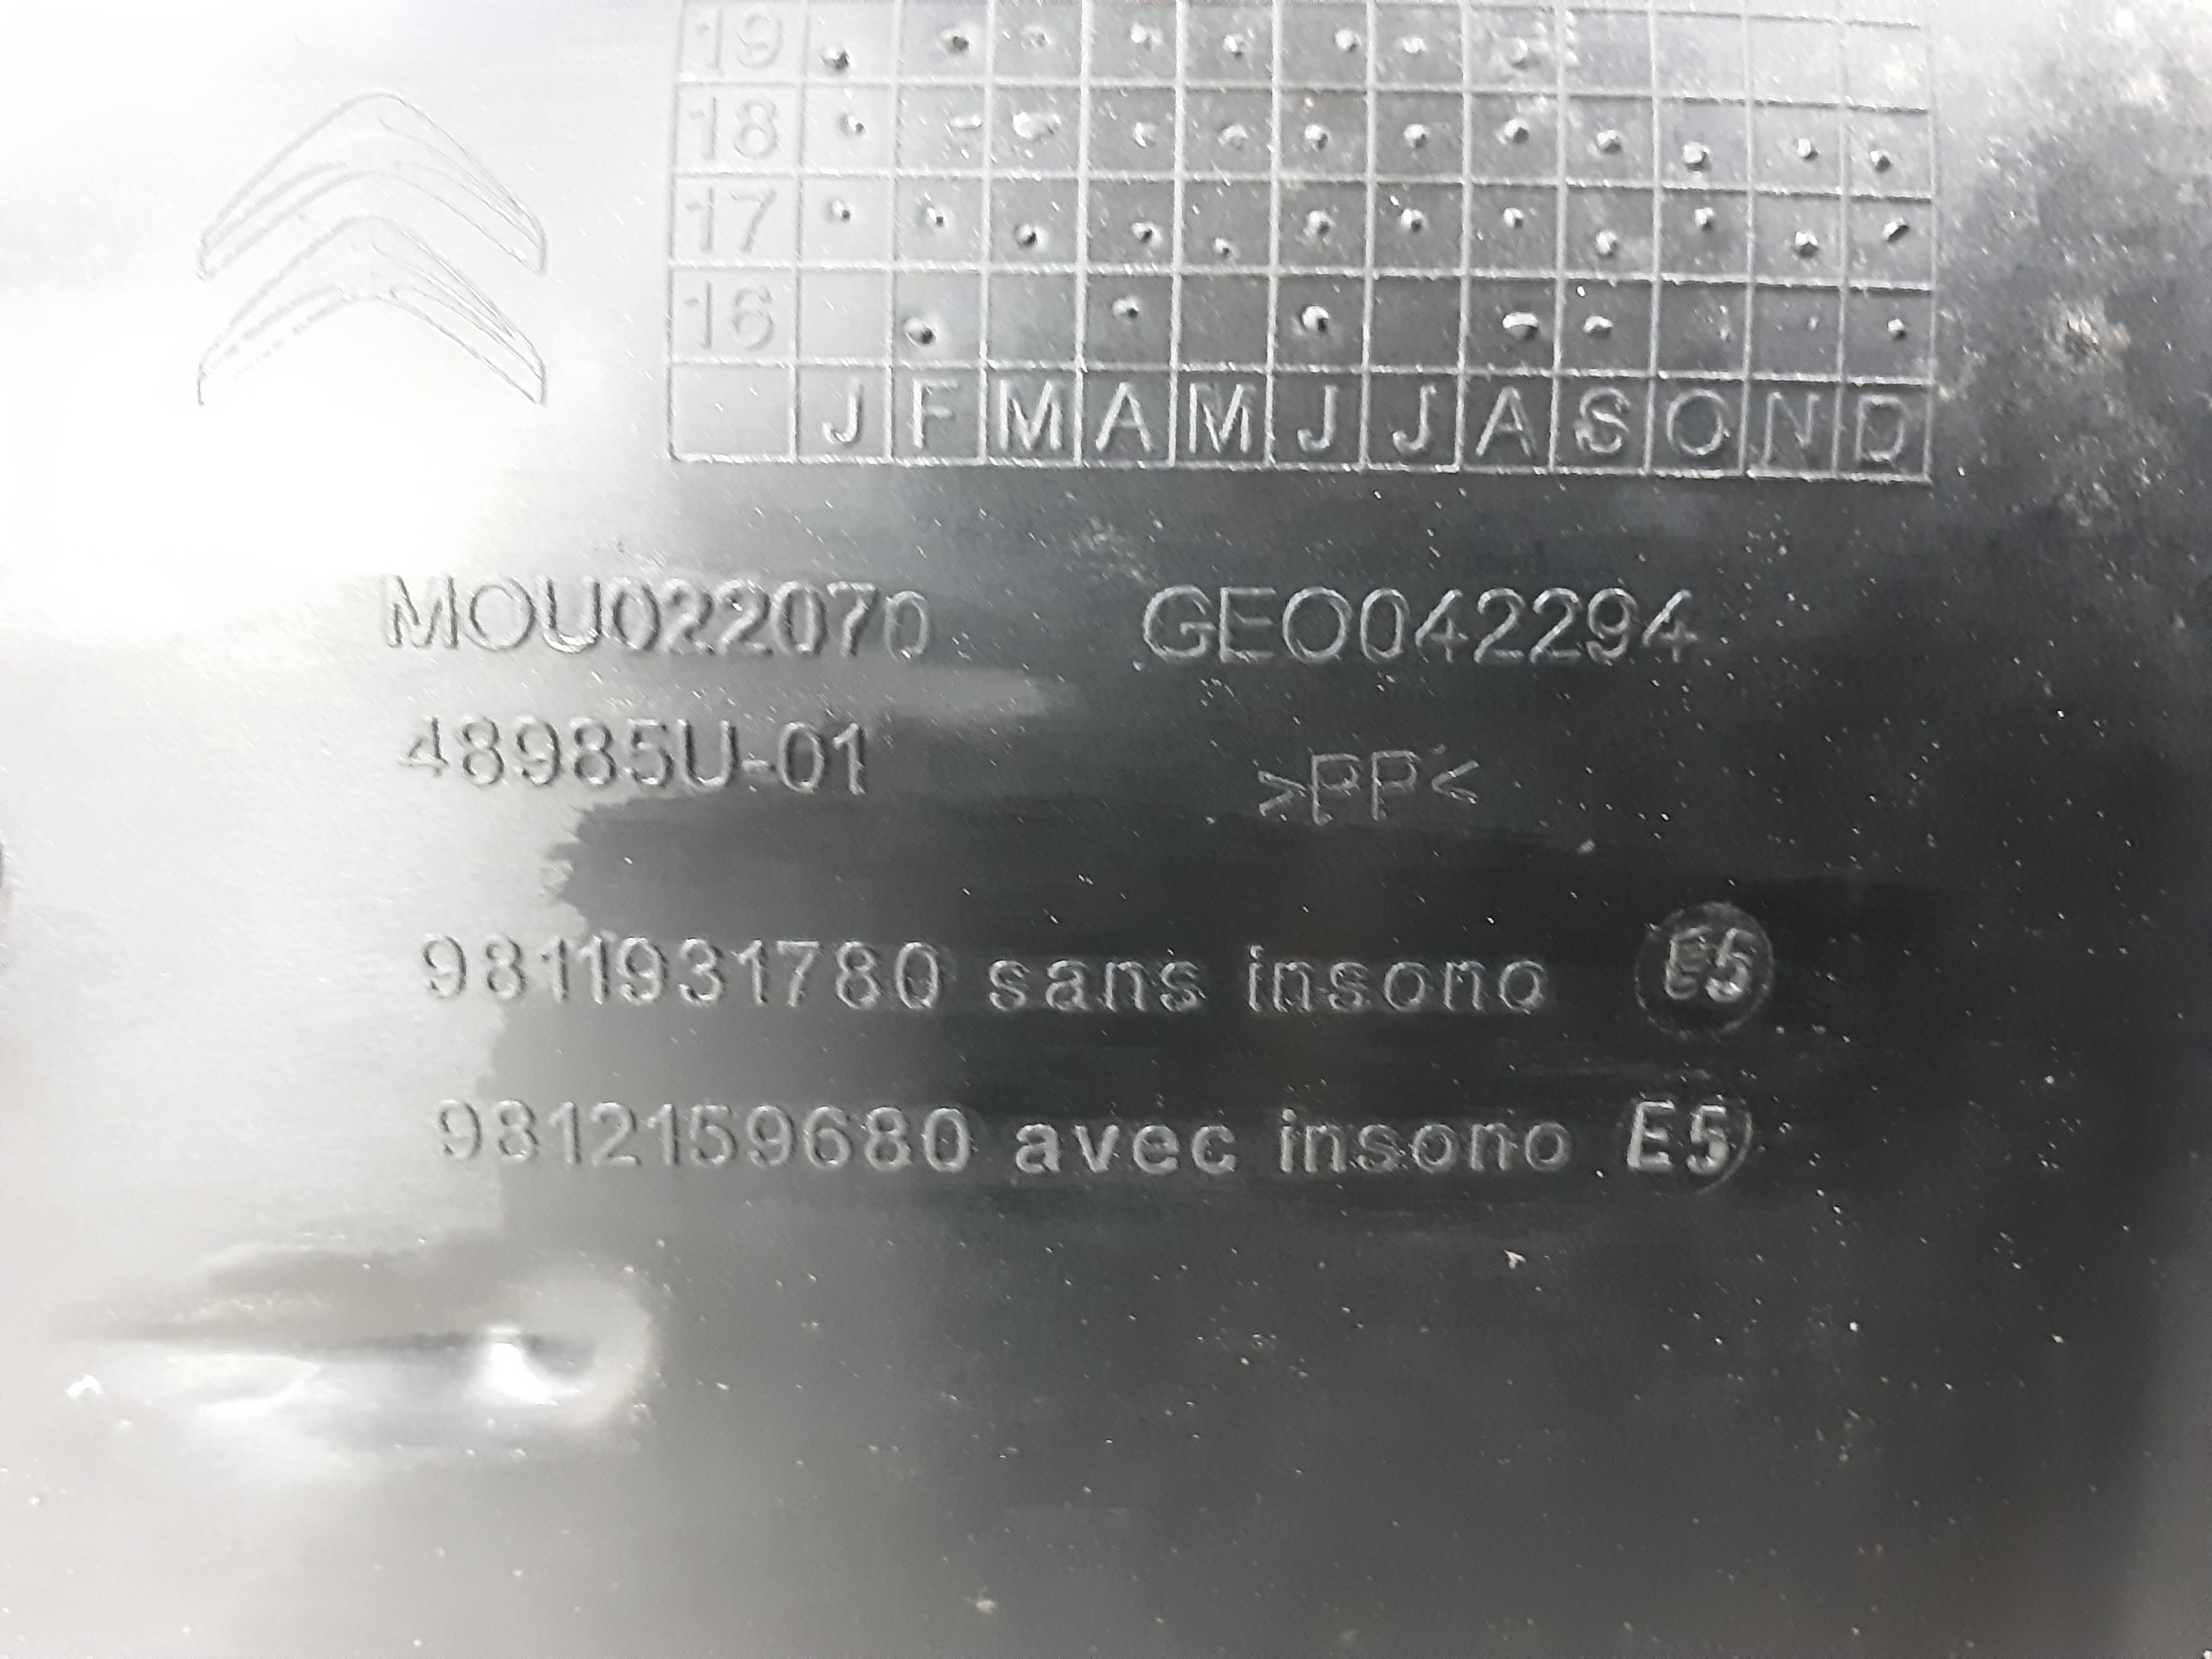 19
18
17
16
J F M A M J J A S O N D
MOU022070 GEO042294
48985U-01 >PP<
9811931780 sans insono E5
9812159680 avec insono E5